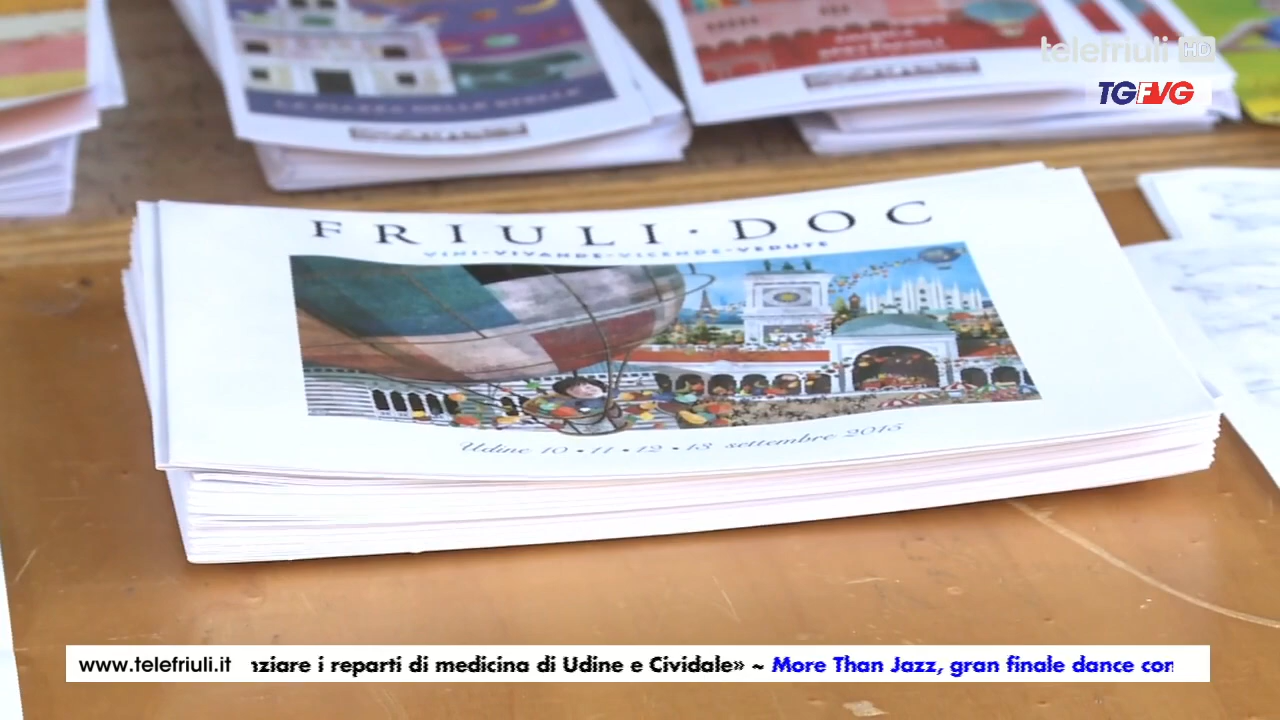 telefriuli HD
TGFVG
FRIULI·DOC
VINI·VIVANDE·VICENDE·VEDUTE
Udine 10·11·12·13 settembre 2015
www.telefriuli.it nziare i reparti di medicina di Udine e Cividale» ~ More Than Jazz, gran finale dance con